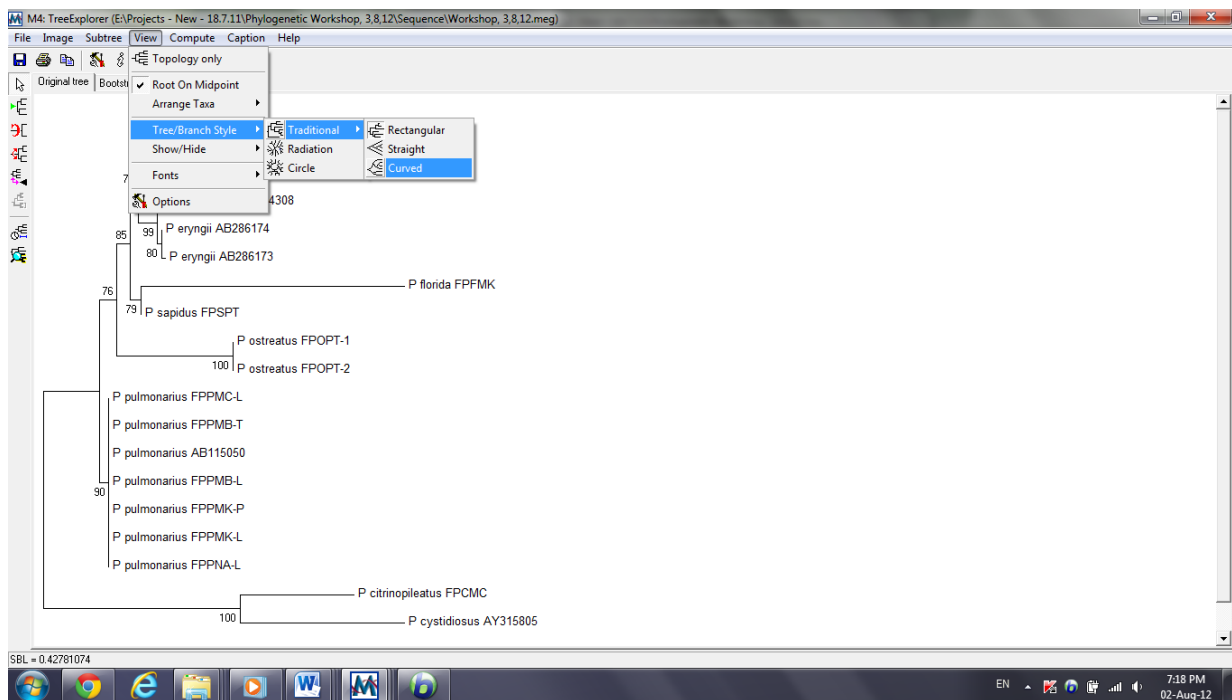 M4: TreeExplorer (E:\Projects - New - 18.7.11\Phylogenetic Workshop, 3,8,12\Sequence\Workshop, 3,8,12.meg)
File Image Subtree View Compute Caption Help
Topology only
Original tree
Root On Midpoint
Arrange Taxa
Tree/Branch Style Traditional Rectangular
Show/Hide Radiation Straight
Circle Curved
Fonts
Options
4308
99 P eryngii AB286174
85
80 P eryngii AB286173
P florida FPFMK
76
79 P sapidus FPSPT
P ostreatus FPOPT-1
100 P ostreatus FPOPT-2
P pulmonarius FPPMC-L
P pulmonarius FPPMB-T
P pulmonarius AB115050
P pulmonarius FPPMB-L
90
P pulmonarius FPPMK-P
P pulmonarius FPPMK-L
P pulmonarius FPPNA-L
P citrinopileatus FPCMC
100
P cystidiosus AY315805
SBL = 0.42781074
EN 7:18 PM
02-Aug-12